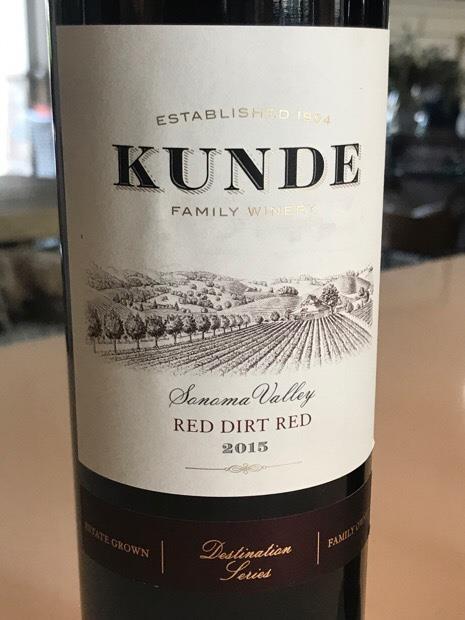 ESTABLISHED 1904
KUNDE
FAMILY WINERY
Sonoma Valley
RED DIRT RED
2015
ESTATE GROWN
Destination
Series
FAMILY